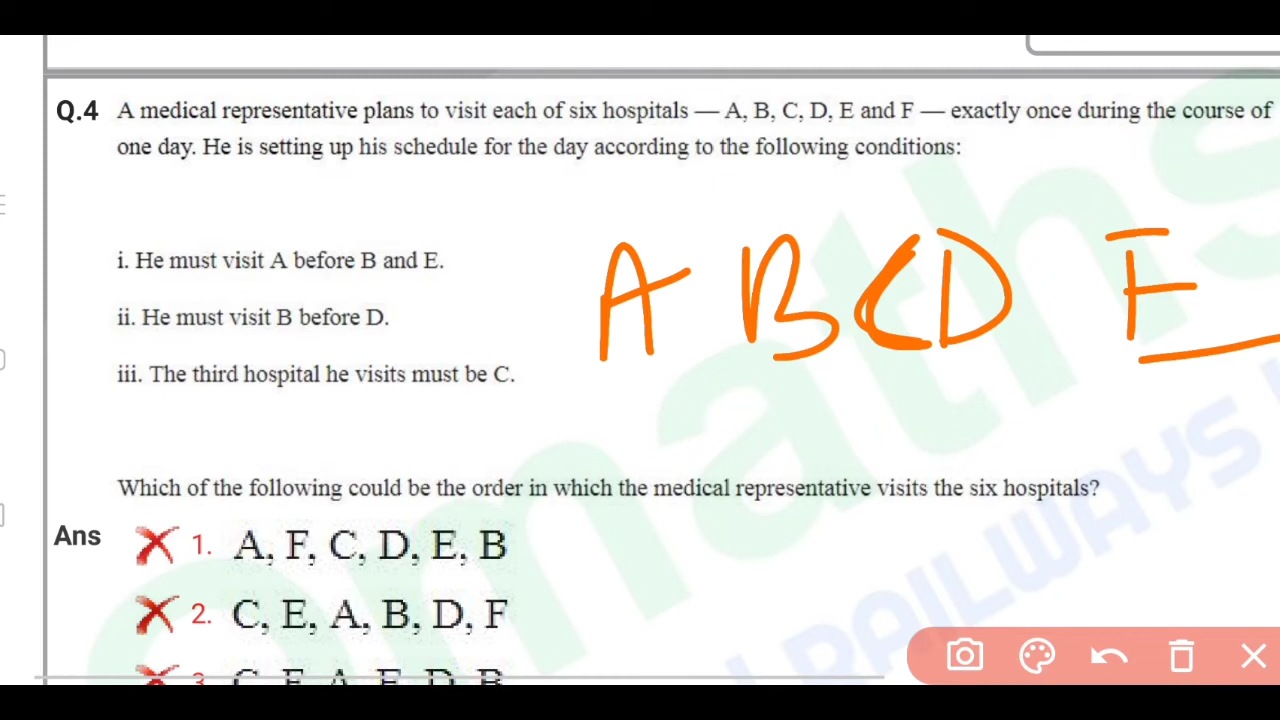 Q.4 A medical representative plans to visit each of six hospitals — A, B, C, D, E and F — exactly once during the course of
one day. He is setting up his schedule for the day according to the following conditions:
i. He must visit A before B and E.
A B C D E
ii. He must visit B before D.
iii. The third hospital he visits must be C.
Which of the following could be the order in which the medical representative visits the six hospitals?
Ans 1. A, F, C, D, E, B
2. C, E, A, B, D, F
maths
RAILWAYS